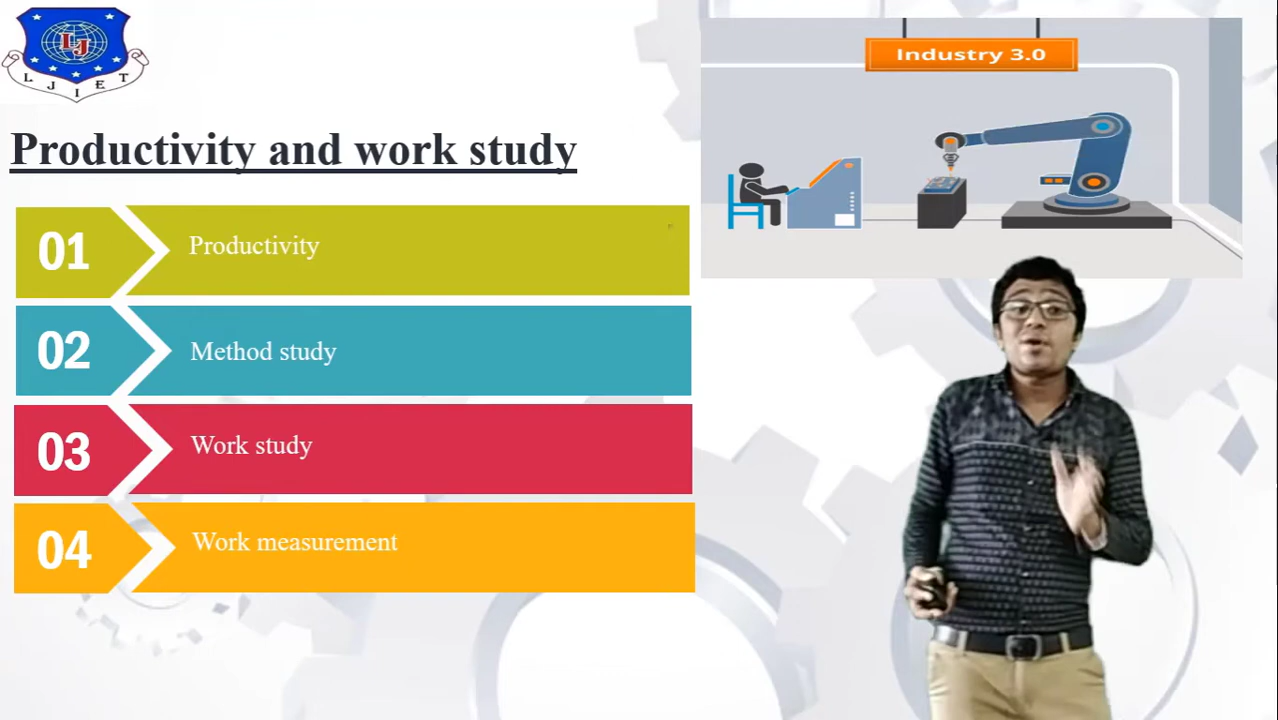 LJ
LJIET
Industry 3.0
Productivity and work study
01 Productivity
02 Method study
03 Work study
04 Work measurement